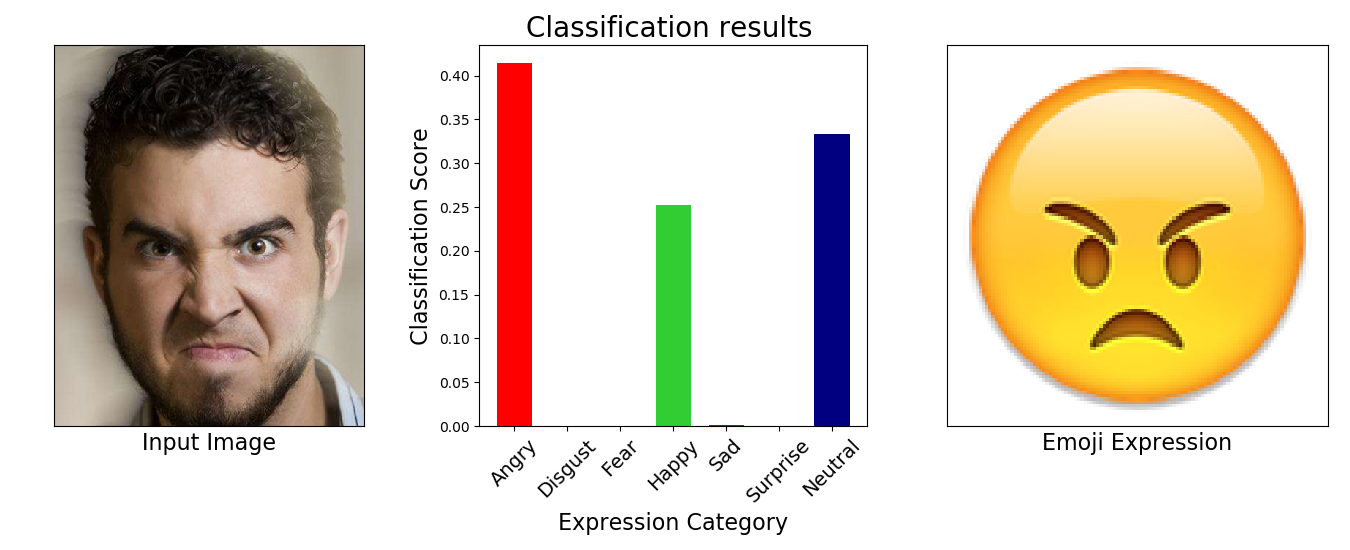 Classification results
Classification Score
0.40
0.35
0.30
0.25
0.20
0.15
0.10
0.05
0.00
Angry
Disgust
Fear
Happy
Sad
Surprise
Neutral
Expression Category
Input Image
Emoji Expression